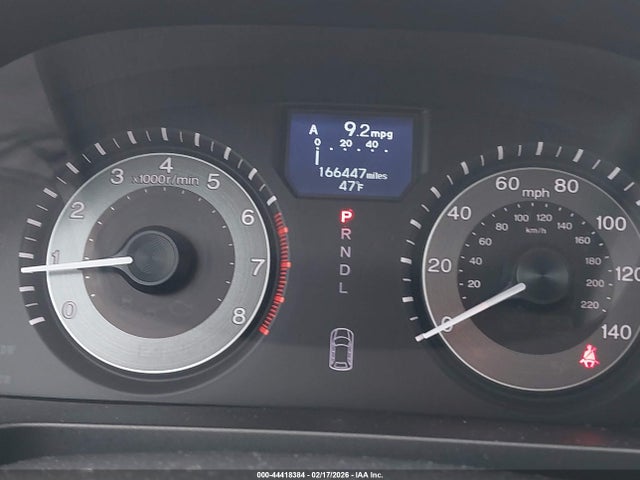 A 9.2 mpg
0 20 40
166447 miles
47°F
P
R
N
D
L
0 1 2 3 4 5 6 7 8
x1000r/min
0 20 40 60 80 100 120 140
mph
20 40 60 80 100 120 140 160 180 200 220
km/h
000-44418384 | 02/17/2026 - IAA Inc.